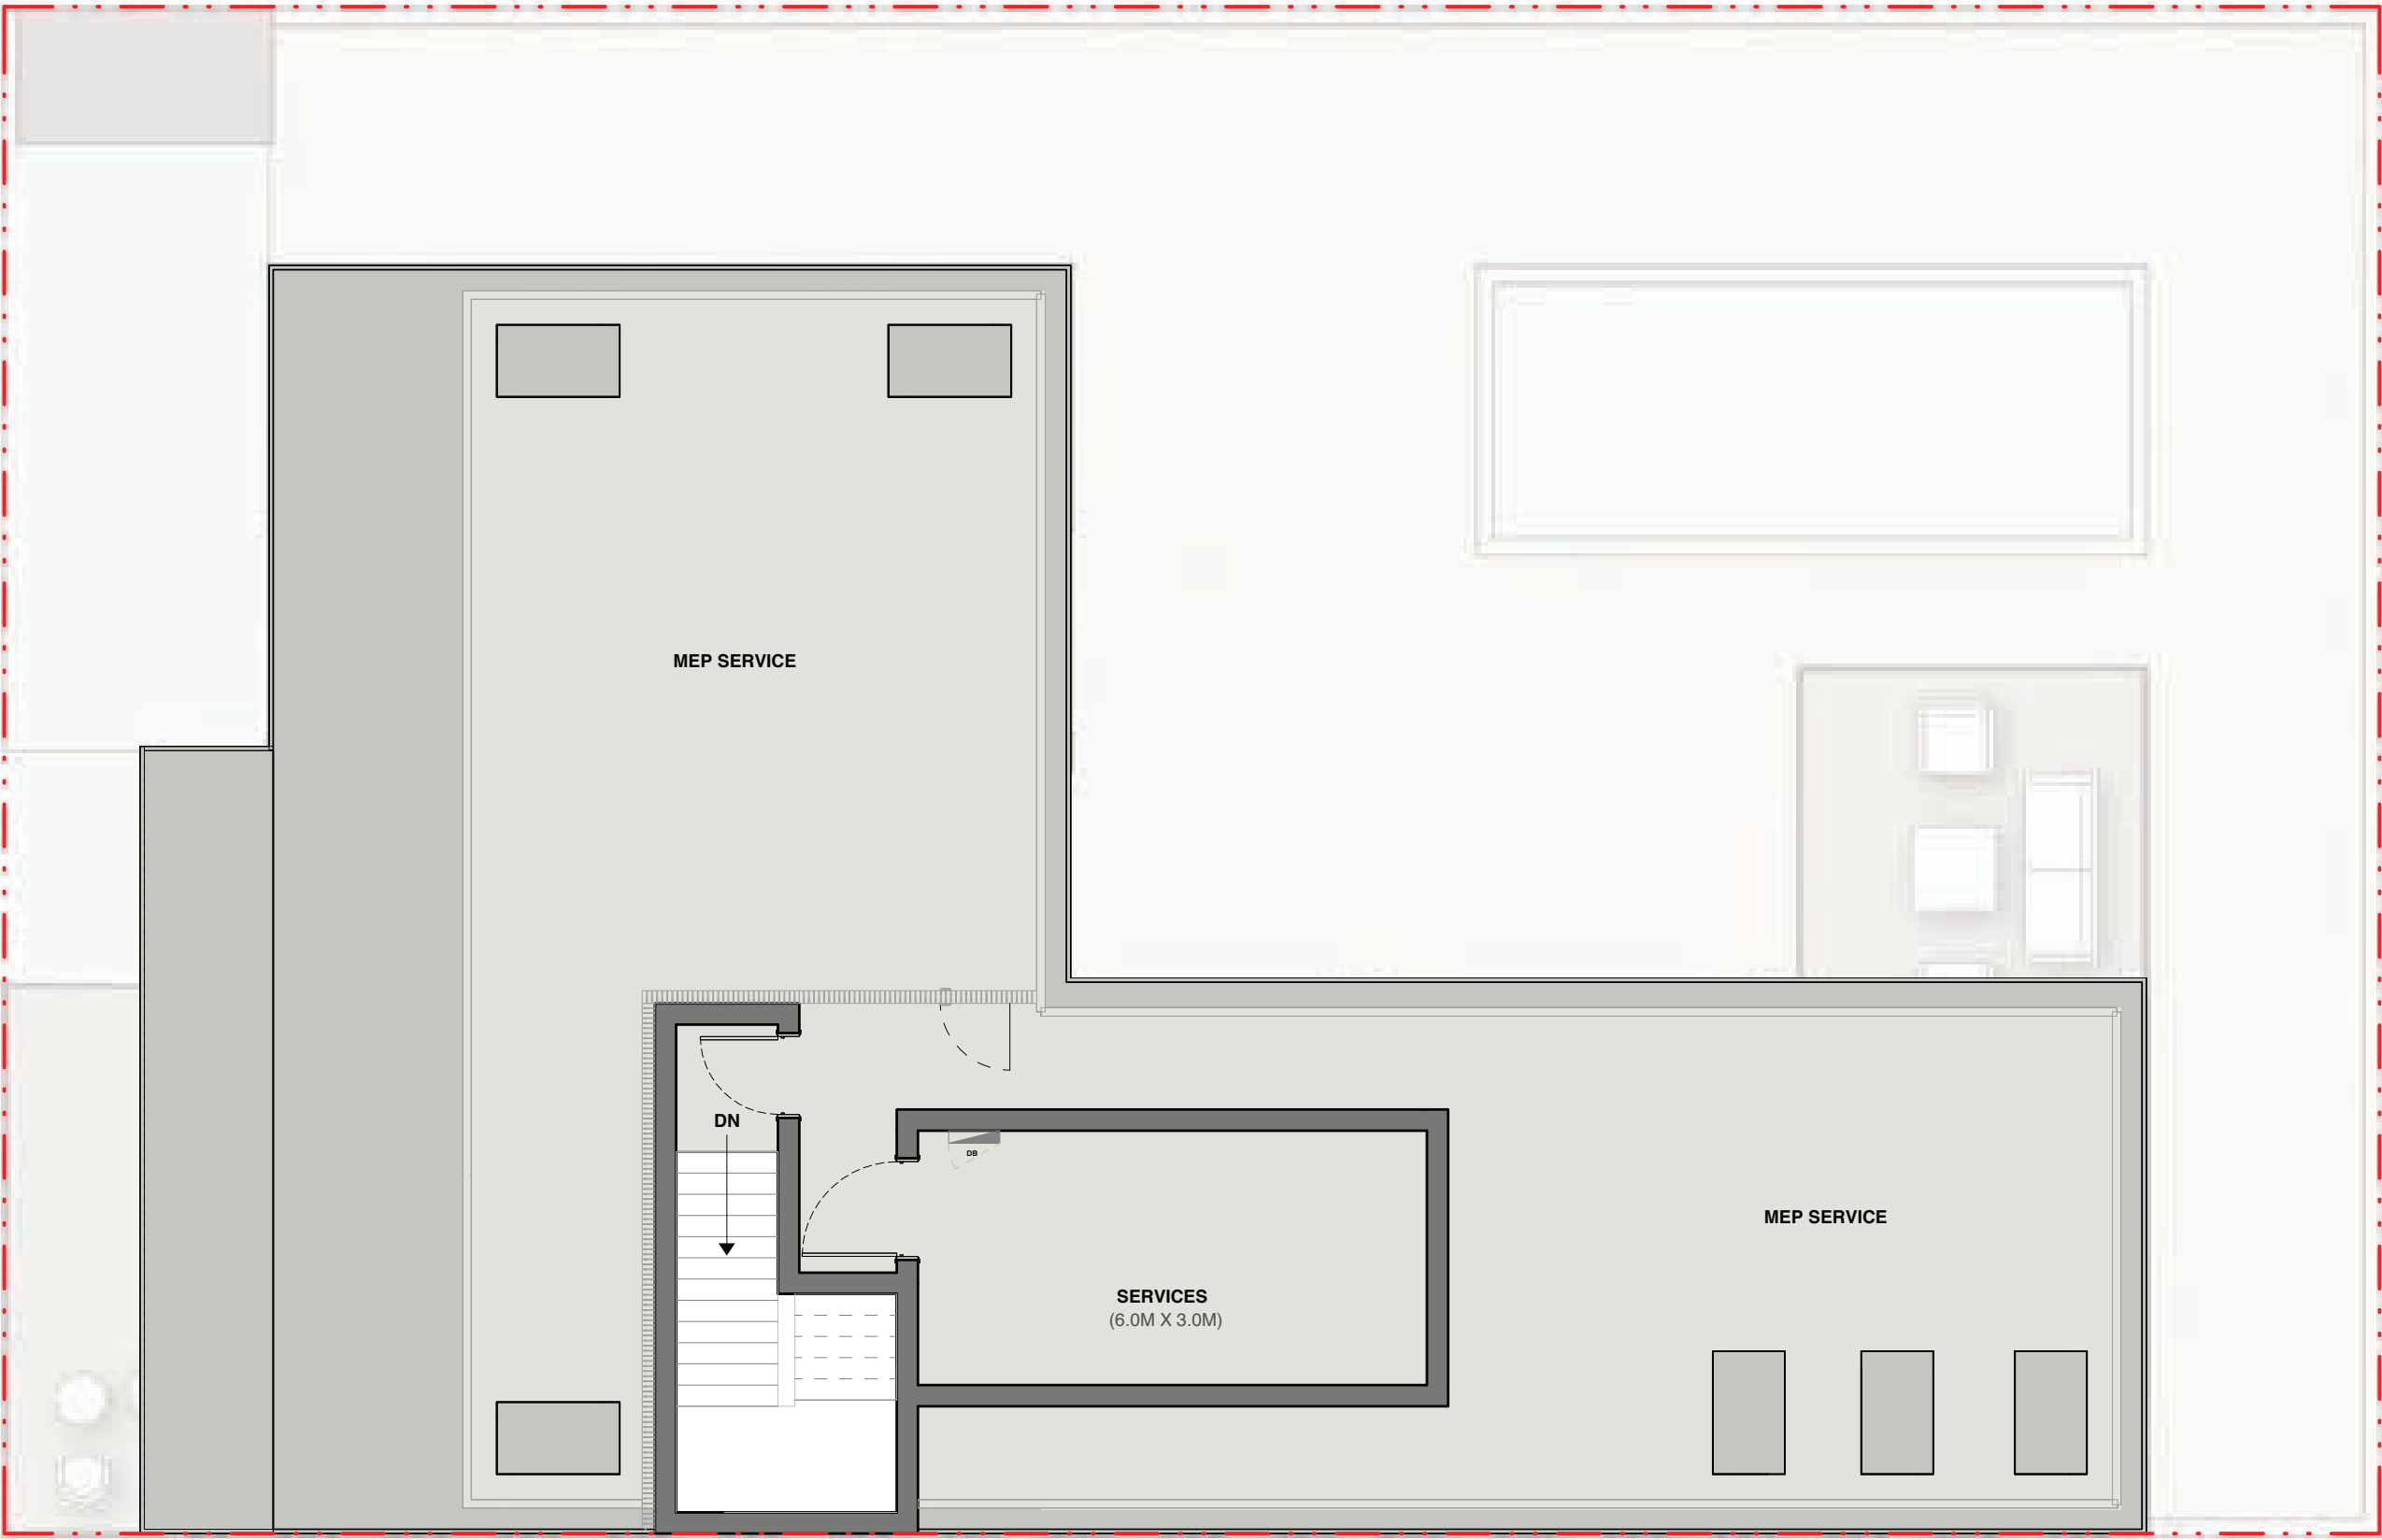 MEP SERVICE
DN
DB
MEP SERVICE
SERVICES
(6.0M X 3.0M)